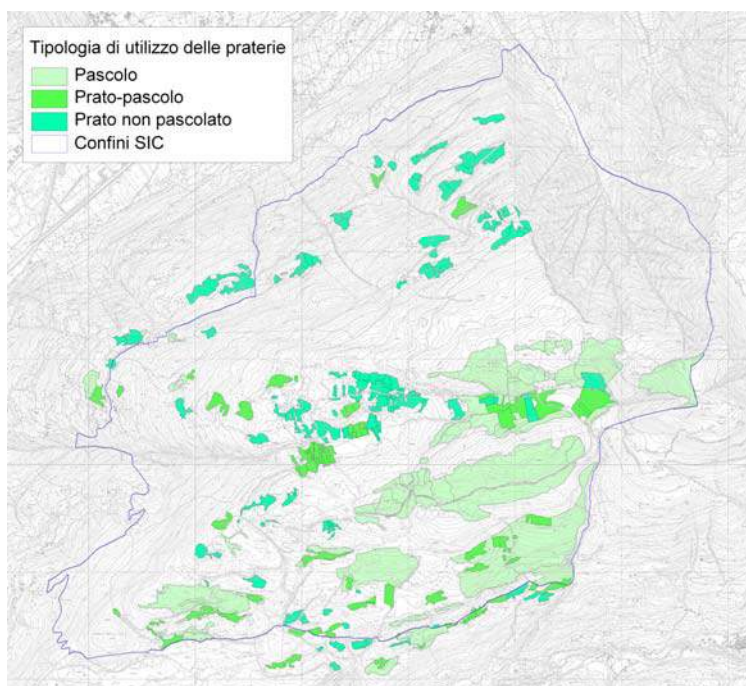 Tipologia di utilizzo delle praterie
Pascolo
Prato-pascolo
Prato non pascolato
Confini SIC